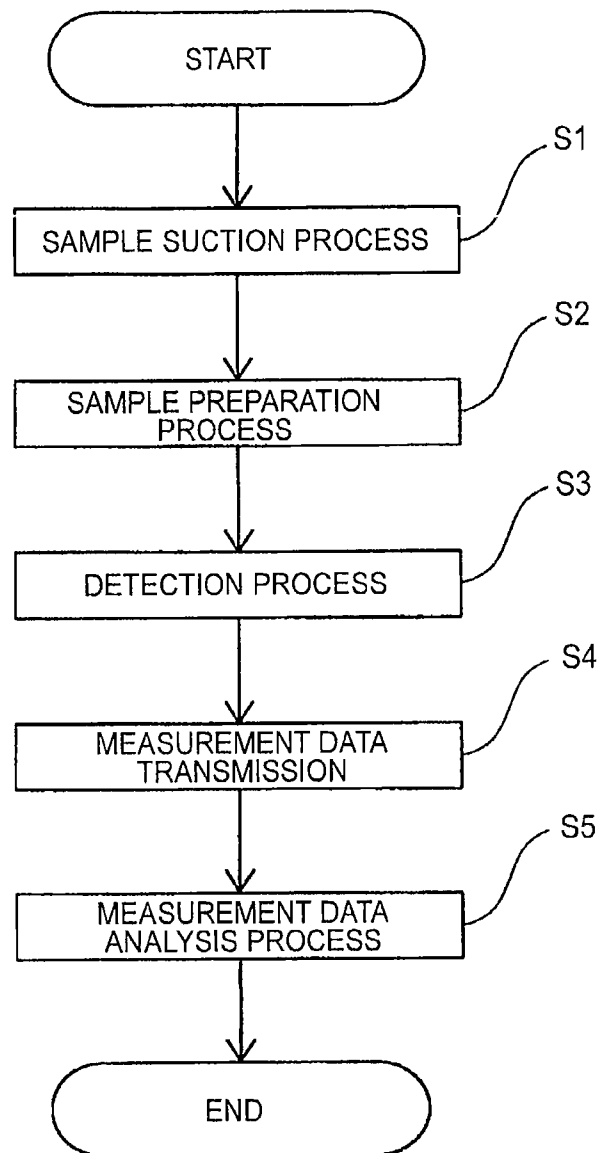 START
S1
SAMPLE SUCTION PROCESS
S2
SAMPLE PREPARATION
PROCESS
S3
DETECTION PROCESS
S4
MEASUREMENT DATA
TRANSMISSION
S5
MEASUREMENT DATA
ANALYSIS PROCESS
END